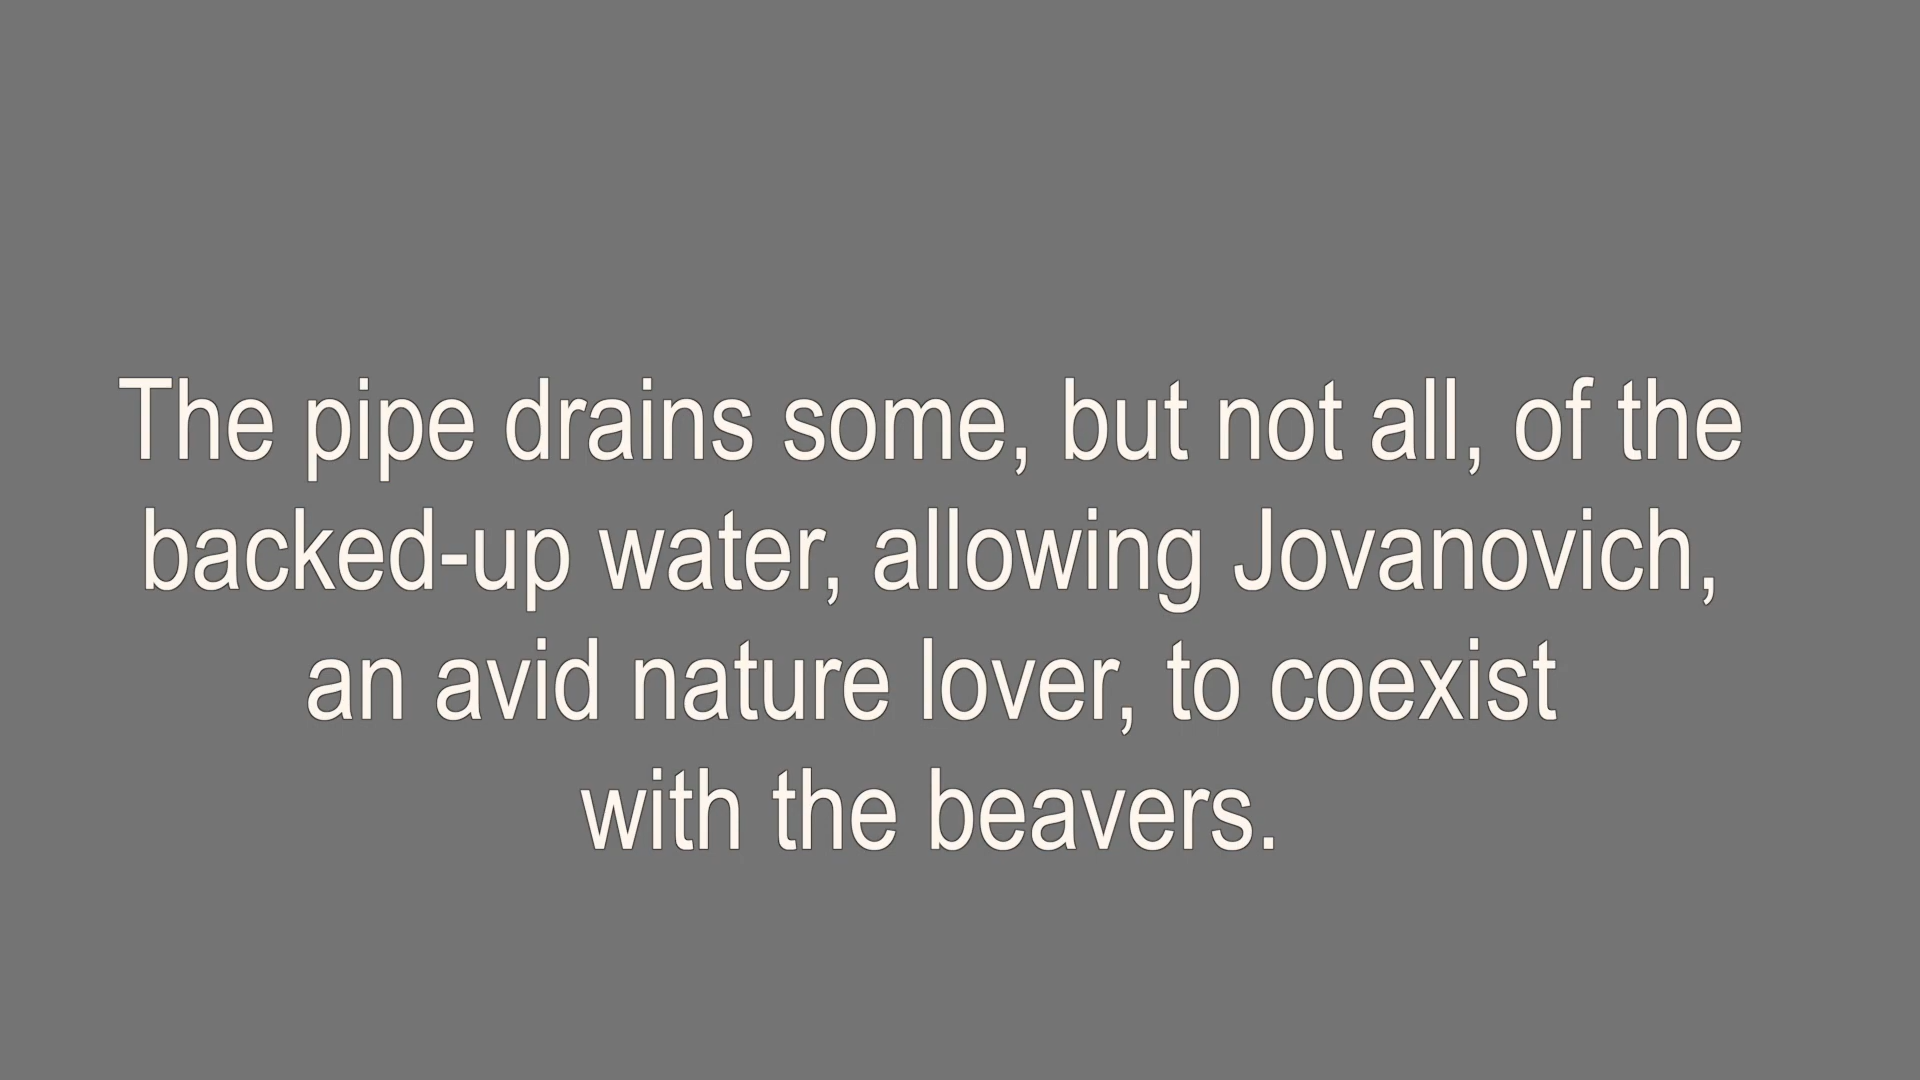 The pipe drains some, but not all, of the
backed-up water, allowing Jovanovich,
an avid nature lover, to coexist
with the beavers.